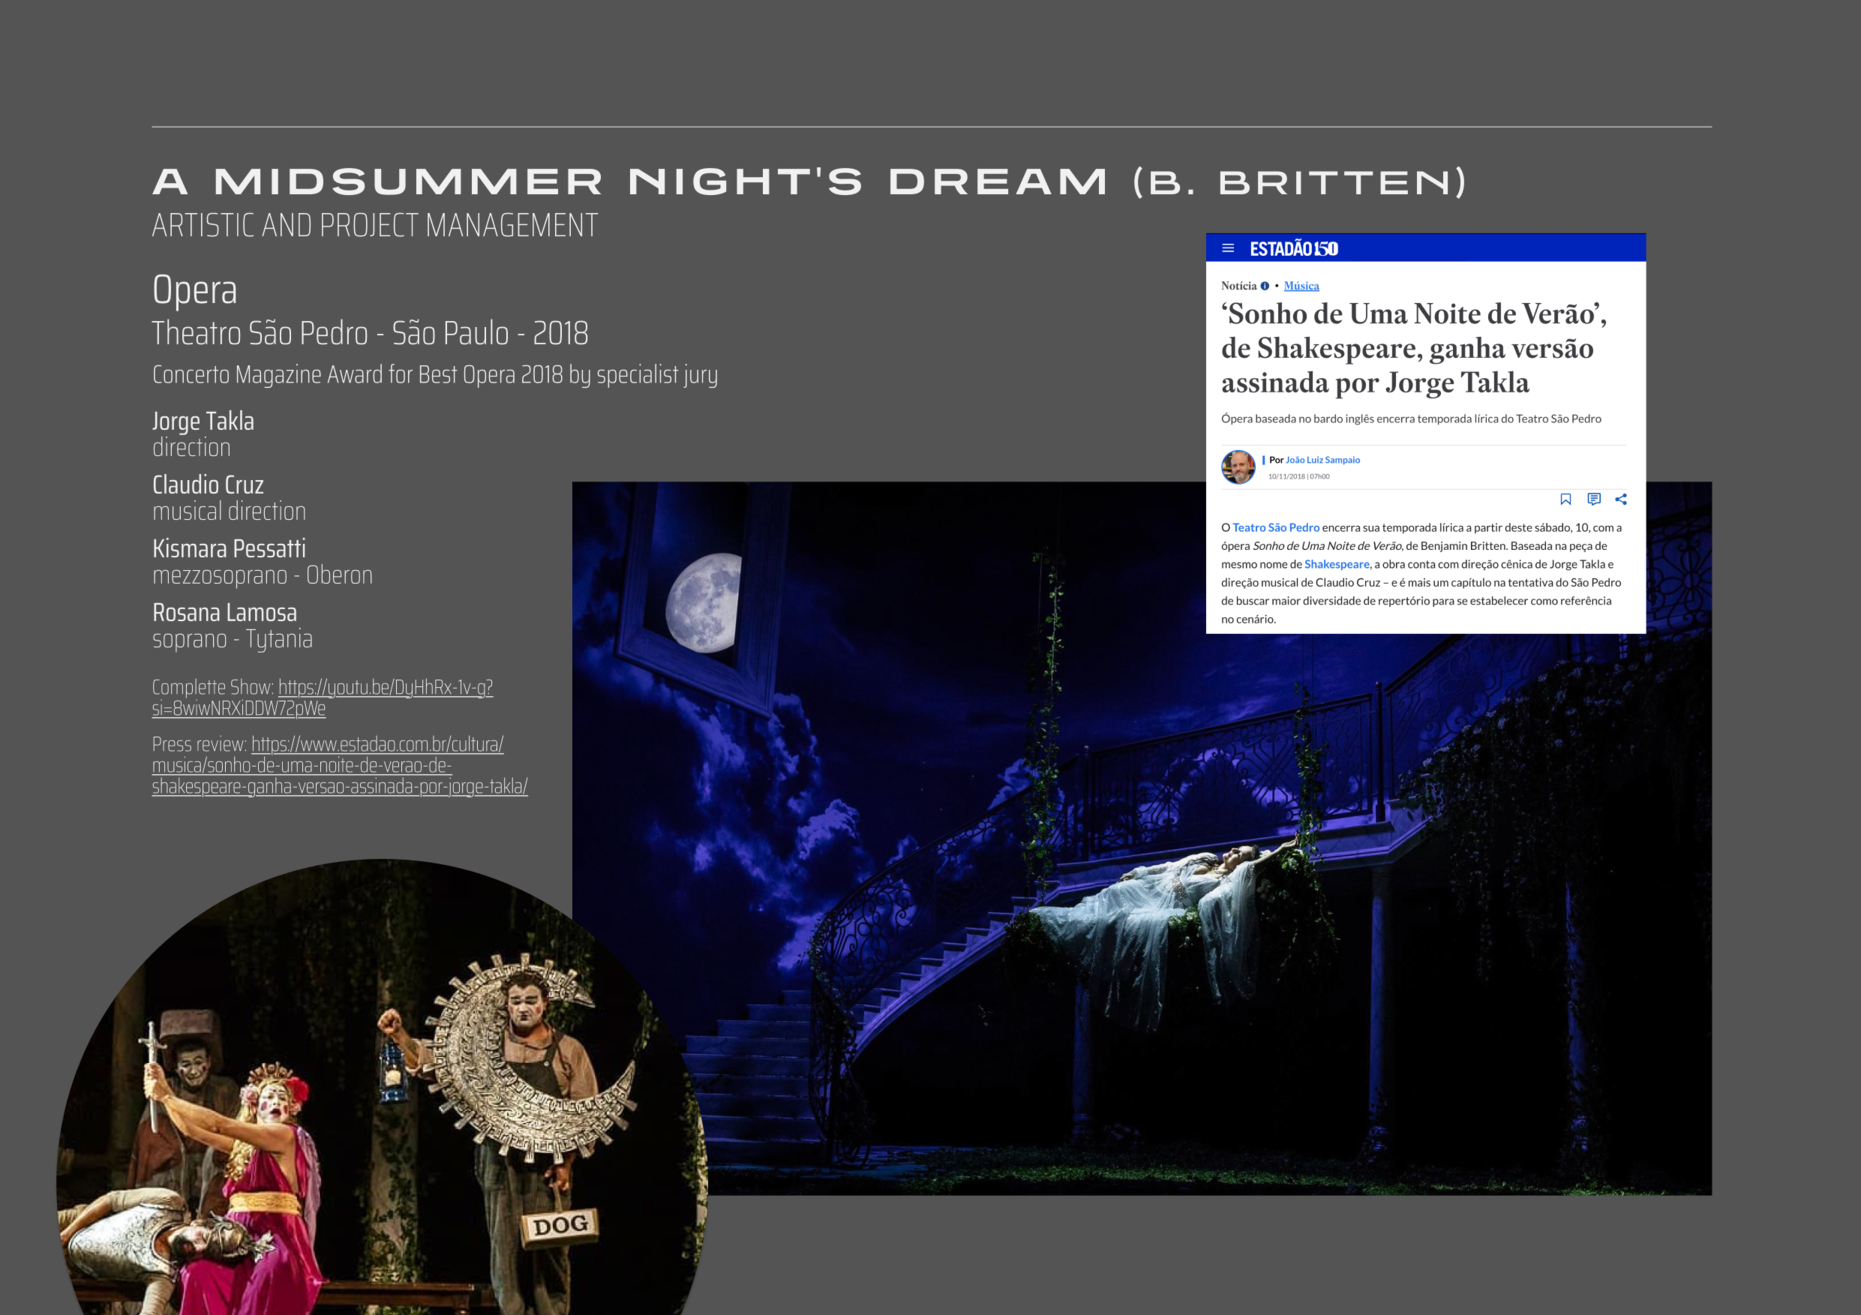 A MIDSUMMER NIGHT'S DREAM (B. BRITTEN)
ARTISTIC AND PROJECT MANAGEMENT
Opera
Theatro São Pedro - São Paulo - 2018
Concerto Magazine Award for Best Opera 2018 by specialist jury
Jorge Takla
direction
Claudio Cruz
musical direction
Kismara Pessatti
mezzosoprano - Oberon
Rosana Lamosa
soprano - Tytania
Complette Show: https://youtu.be/DyHhRx-1v-g?
si=8wiwNRXiDDW72pWe
Press review: https://www.estadao.com.br/cultura/
musica/sonho-de-uma-noite-de-verao-de-
shakespeare-ganha-versao-assinada-por-jorge-takla/
ESTADÃO 150
Notícia • Música
‘Sonho de Uma Noite de Verão’,
de Shakespeare, ganha versão
assinada por Jorge Takla
Ópera baseada no bardo inglês encerra temporada lírica do Teatro São Pedro
Por João Luiz Sampaio
10/11/2018 | 07h00
O Teatro São Pedro encerra sua temporada lírica a partir deste sábado, 10, com a
ópera Sonho de Uma Noite de Verão, de Benjamin Britten. Baseada na peça de
mesmo nome de Shakespeare, a obra conta com direção cênica de Jorge Takla e
direção musical de Claudio Cruz – e é mais um capítulo na tentativa do São Pedro
de buscar maior diversidade de repertório para se estabelecer como referência
no cenário.
DOG